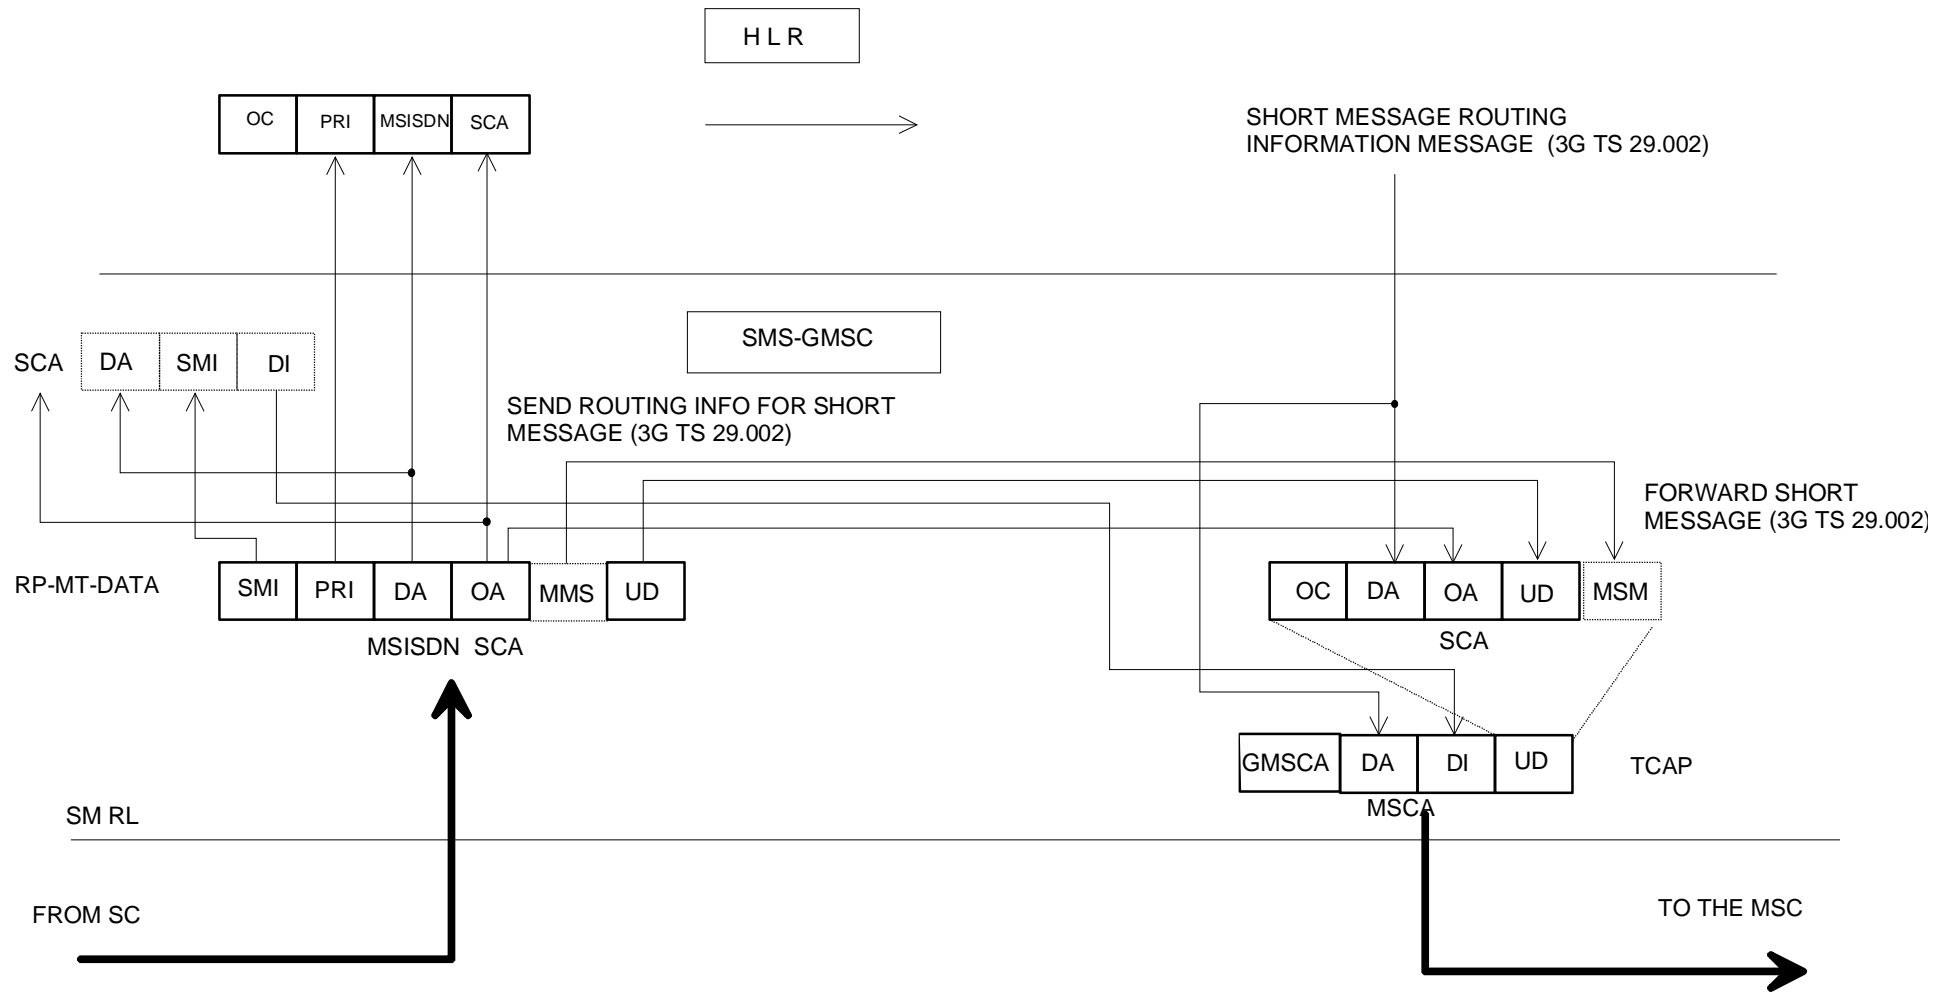 H L R
OC PRI MSISDN SCA
SHORT MESSAGE ROUTING
INFORMATION MESSAGE (3G TS 29.002)
SMS-GMSC
SCA DA SMI DI
SEND ROUTING INFO FOR SHORT
MESSAGE (3G TS 29.002)
FORWARD SHORT
MESSAGE (3G TS 29.002)
RP-MT-DATA SMI PRI DA OA MMS UD
OC DA OA UD MSM
MSISDN SCA
SCA
GMSCA DA DI UD TCAP
MSCA
SM RL
FROM SC
TO THE MSC